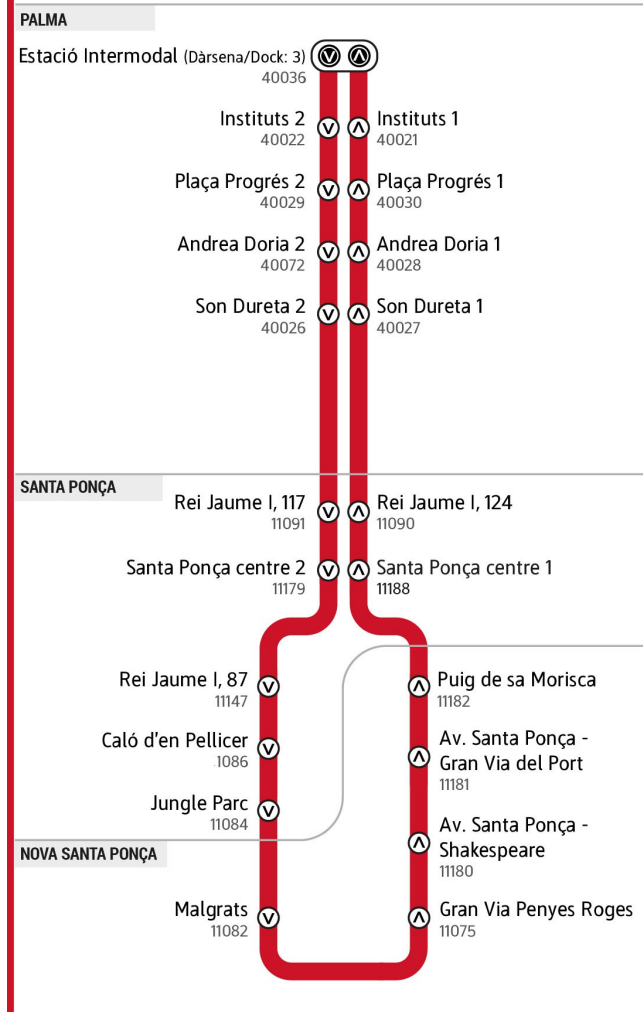 PALMA
Estació Intermodal (Dàrsena/Dock: 3)
40036
Instituts 2
40022
Instituts 1
40021
Plaça Progrés 2
40029
Plaça Progrés 1
40030
Andrea Doria 2
40072
Andrea Doria 1
40028
Son Dureta 2
40026
Son Dureta 1
40027
SANTA PONÇA
Rei Jaume I, 117
11091
Rei Jaume I, 124
11090
Santa Ponça centre 2
11179
Santa Ponça centre 1
11188
Rei Jaume I, 87
11147
Puig de sa Morisca
11182
Caló d'en Pellicer
1086
Av. Santa Ponça -
Gran Via del Port
11181
Jungle Parc
11084
Av. Santa Ponça -
Shakespeare
11180
NOVA SANTA PONÇA
Malgrats
11082
Gran Via Penyes Roges
11075